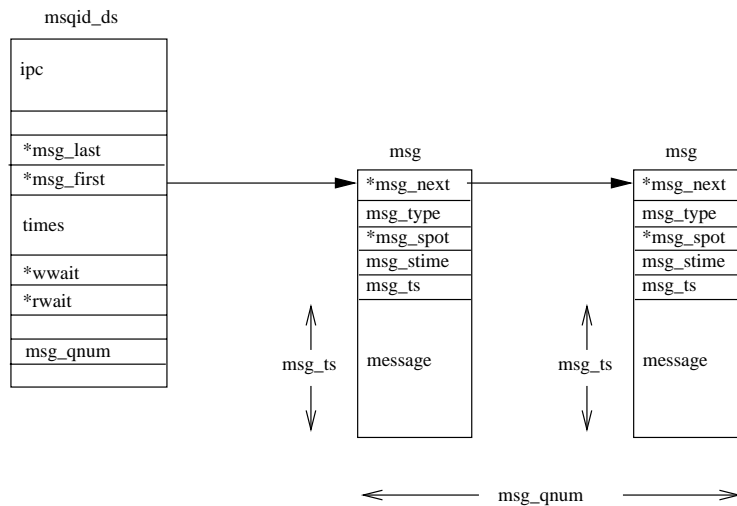 msqid_ds
ipc
*msg_last
*msg_first
times
*wwait
*rwait
msg_qnum
msg
*msg_next
msg_type
*msg_spot
msg_stime
msg_ts
message
msg_ts
msg
*msg_next
msg_type
*msg_spot
msg_stime
msg_ts
message
msg_ts
msg_qnum